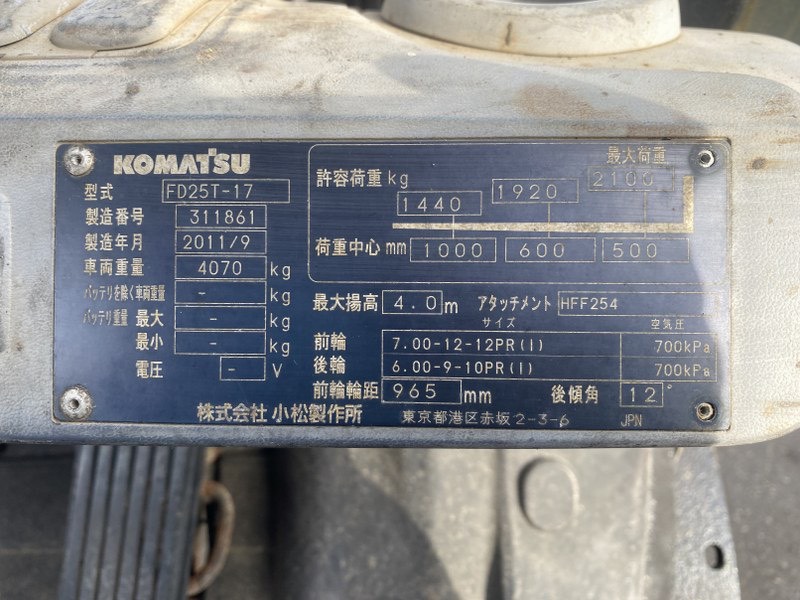 KOMATSU
型式 FD25T-17
製造番号 311861
製造年月 2011/9
車両重量 4070 kg
バッテリを除く車両重量 - kg
バッテリ重量 最大 - kg
最小 - kg
電圧 - V
最大荷重
許容荷重 kg 1440 1920 2100
荷重中心 mm 1000 600 500
最大揚高 4.0 m アタッチメント HFF254
サイズ 空気圧
前輪 7.00-12-12PR(I) 700kPa
後輪 6.00-9-10PR(I) 700kPa
前輪輪距 965 mm 後傾角 12°
株式会社 小松製作所 東京都港区赤坂2-3-6 JPN